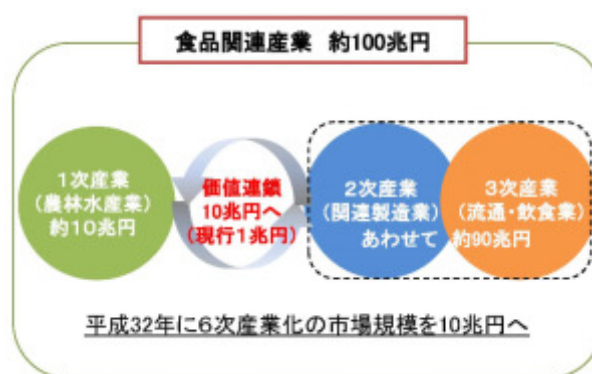 食品関連産業 約100兆円
1次産業
(農林水産業)
約10兆円
価値連鎖
10兆円へ
(現行1兆円)
2次産業
(関連製造業)
3次産業
(流通・飲食業)
あわせて 約90兆円
平成32年に6次産業化の市場規模を10兆円へ